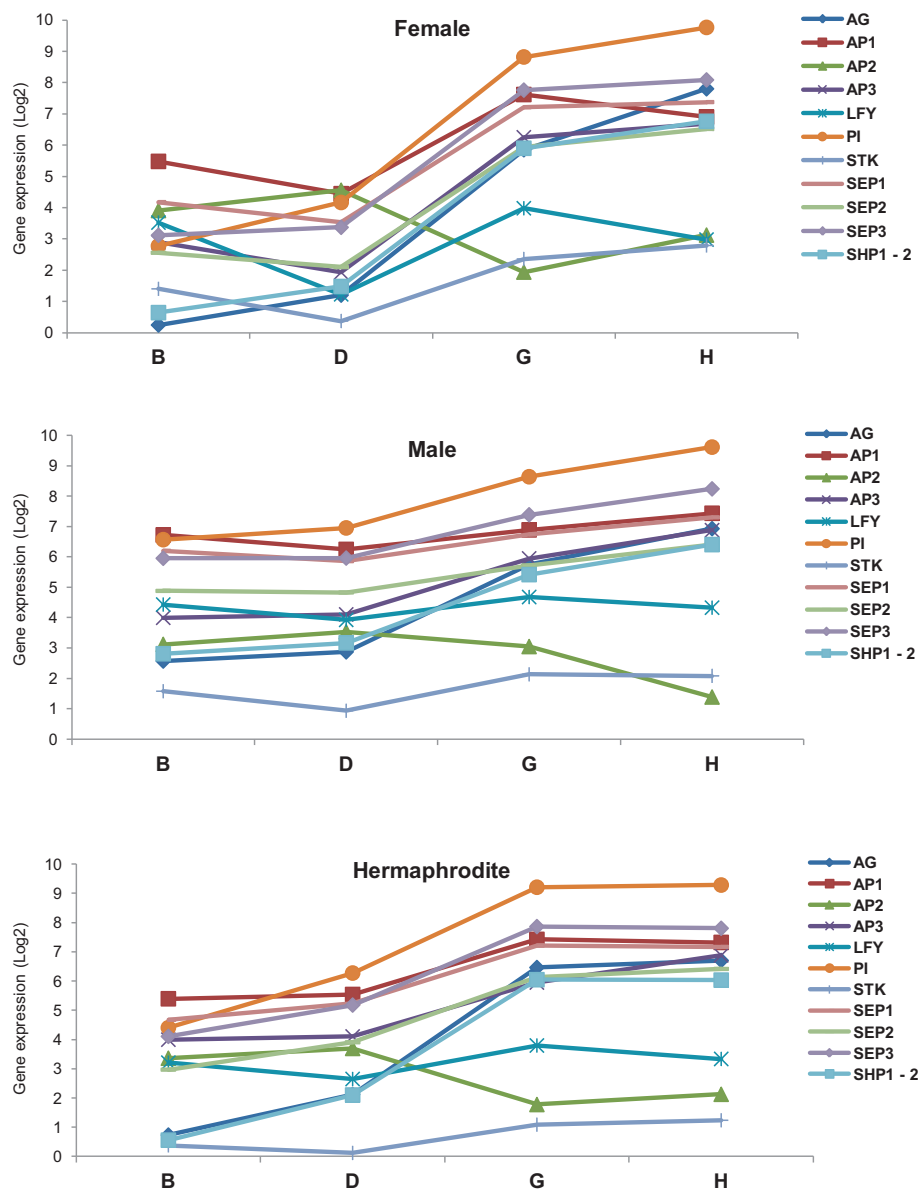 Female
Gene expression (Log2)
10
9
8
7
6
5
4
3
2
1
0
B D G H
AG
AP1
AP2
AP3
LFY
PI
STK
SEP1
SEP2
SEP3
SHP1 - 2
Male
Gene expression (Log2)
10
9
8
7
6
5
4
3
2
1
0
B D G H
AG
AP1
AP2
AP3
LFY
PI
STK
SEP1
SEP2
SEP3
SHP1 - 2
Hermaphrodite
Gene expression (Log2)
10
9
8
7
6
5
4
3
2
1
0
B D G H
AG
AP1
AP2
AP3
LFY
PI
STK
SEP1
SEP2
SEP3
SHP1 - 2